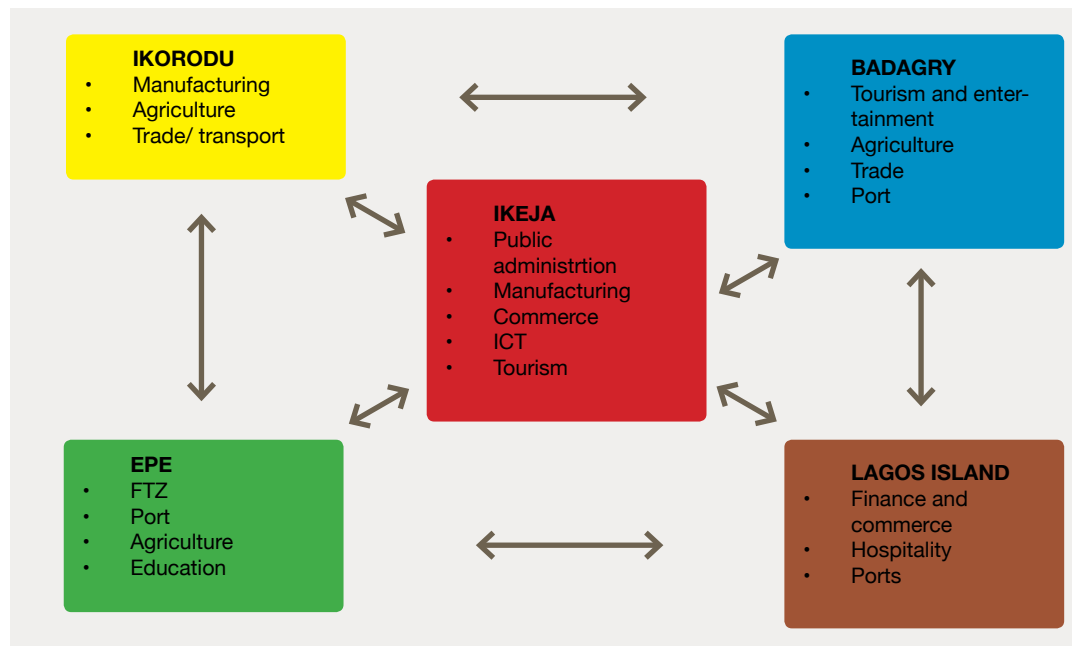 IKORODU
• Manufacturing
• Agriculture
• Trade/ transport
BADAGRY
• Tourism and enter-
tainment
• Agriculture
• Trade
• Port
IKEJA
• Public
administrtion
• Manufacturing
• Commerce
• ICT
• Tourism
EPE
• FTZ
• Port
• Agriculture
• Education
LAGOS ISLAND
• Finance and
commerce
• Hospitality
• Ports